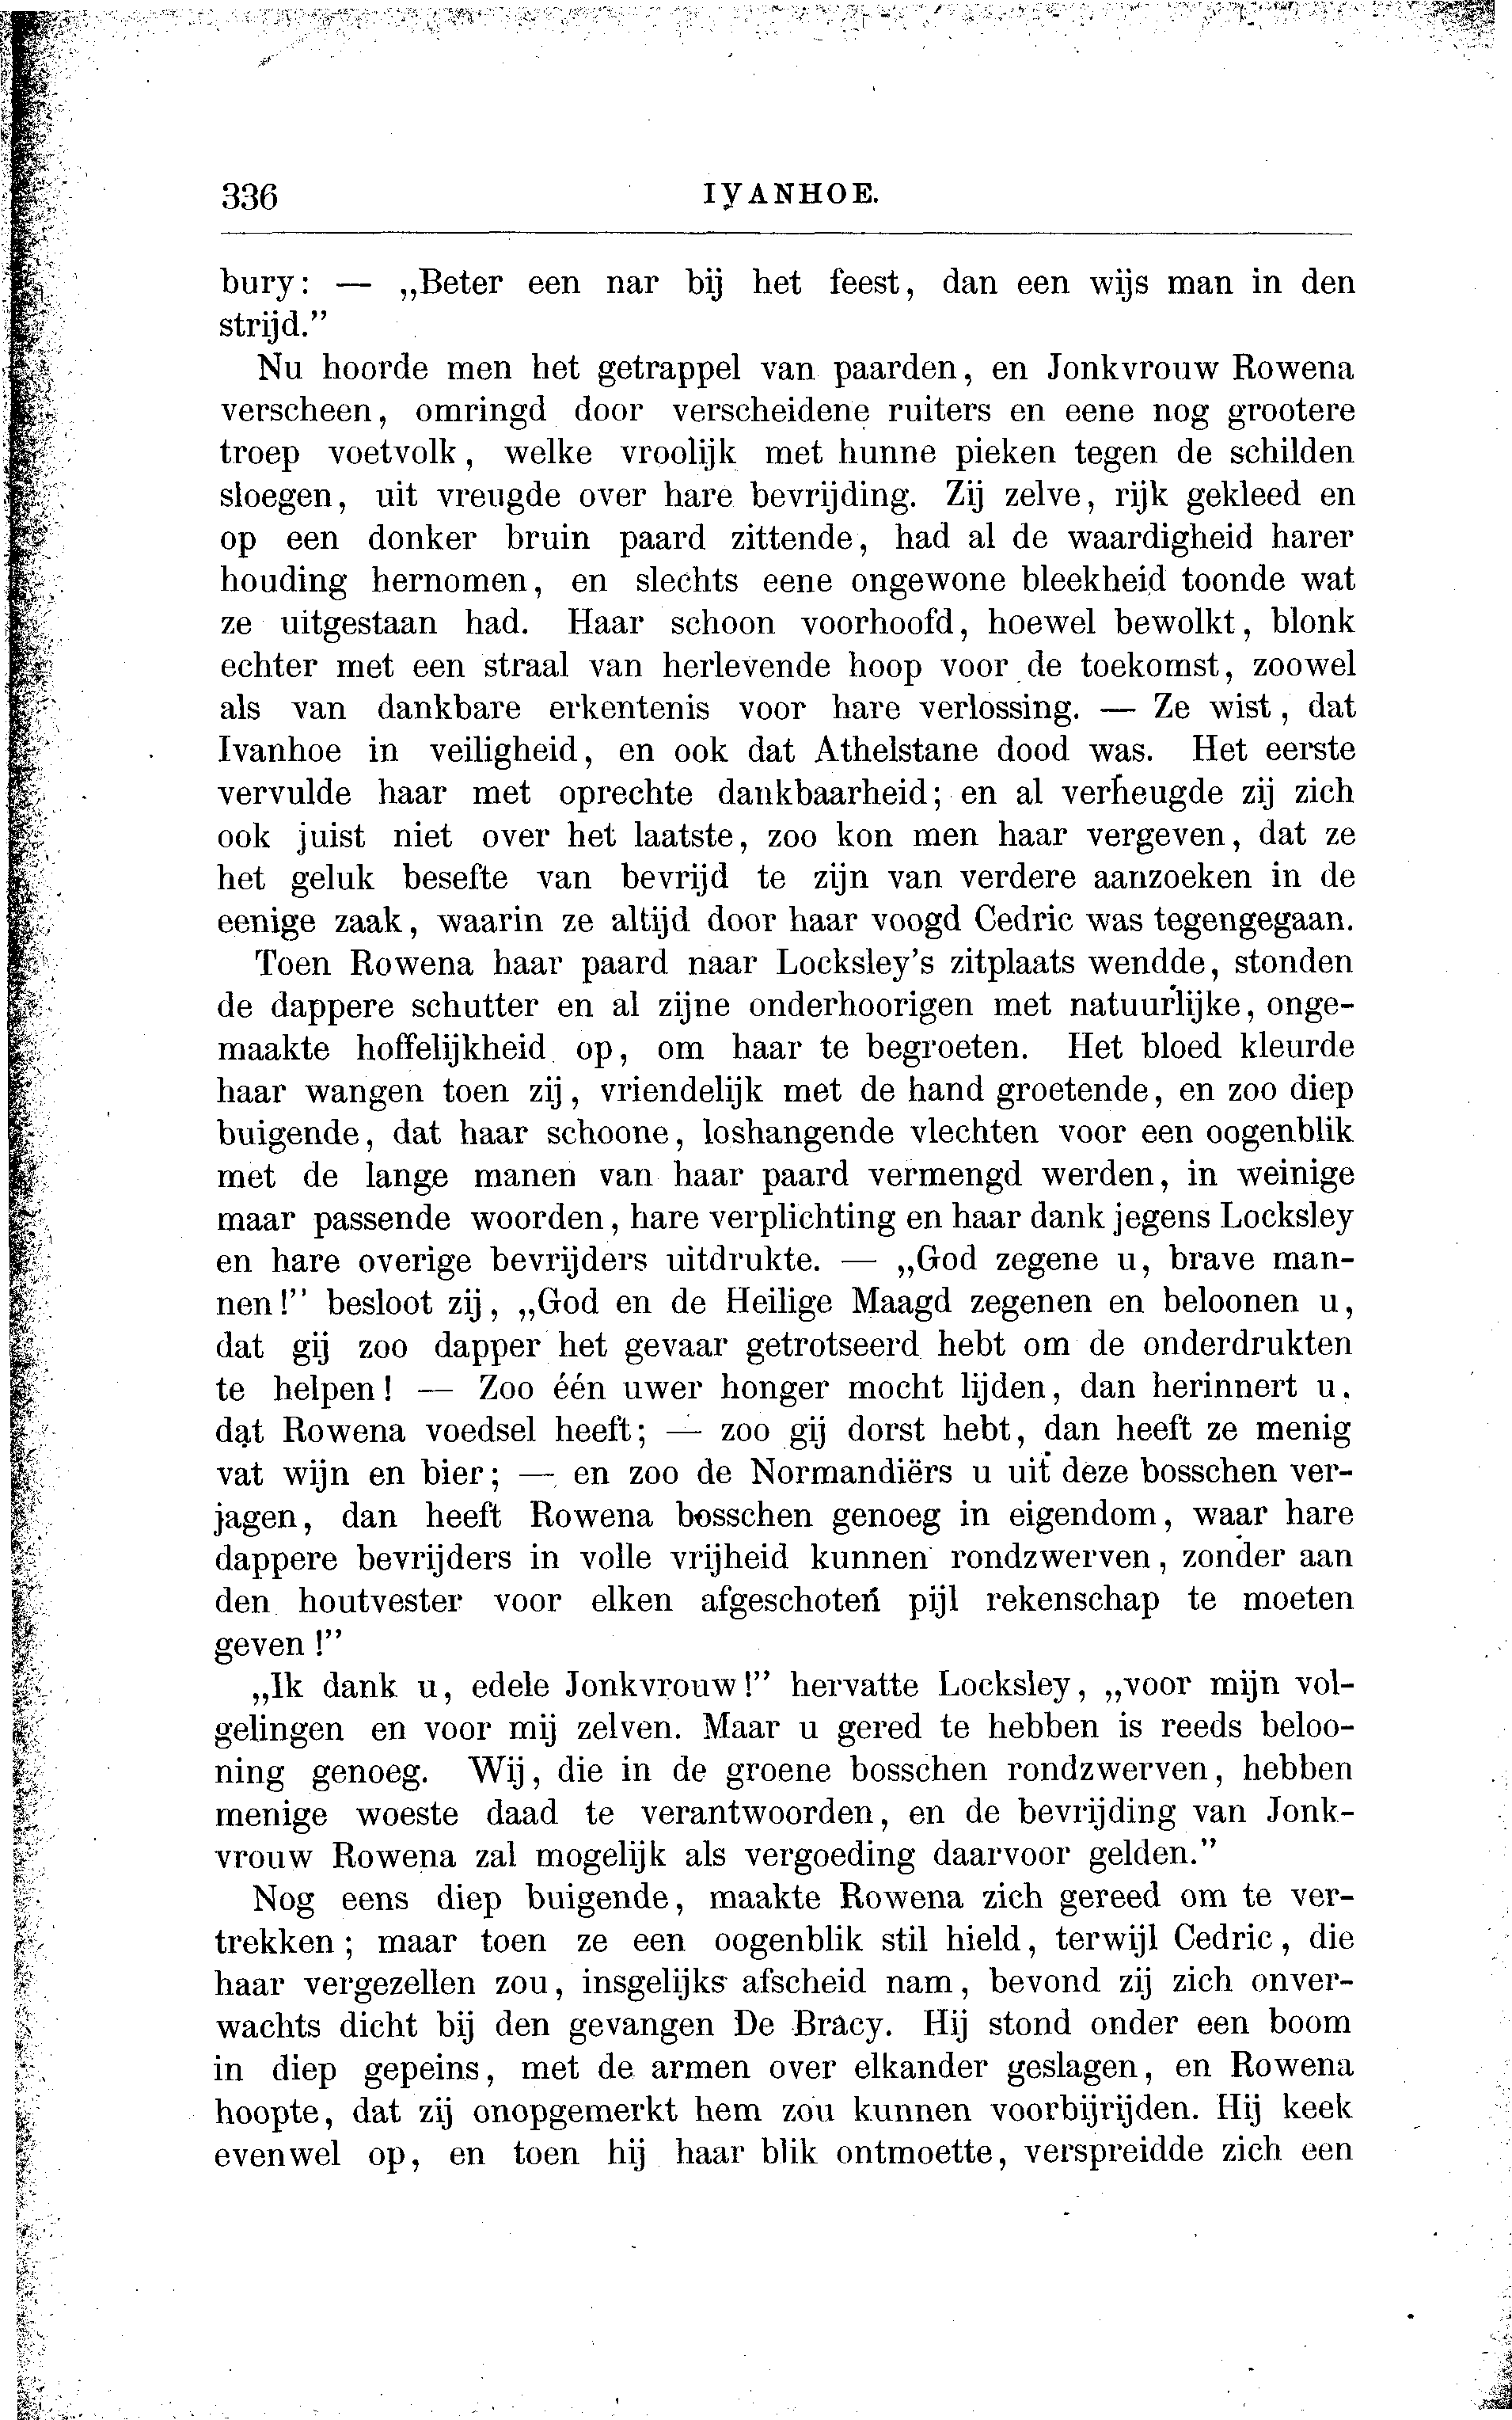 336
IVANHOE.
bury: — „Beter een nar bij het feest, dan een wijs man in den
strijd.”
Nu hoorde men het getrappel van paarden, en Jonkvrouw Rowena
verscheen, omringd door verscheidene ruiters en eene nog grootere
troep voetvolk, welke vroolijk met hunne pieken tegen de schilden
sloegen, uit vreugde over hare bevrijding. Zij zelve, rijk gekleed en
op een donker bruin paard zittende, had al de waardigheid harer
houding hernomen, en slechts eene ongewone bleekheid toonde wat
ze uitgestaan had. Haar schoon voorhoofd, hoewel bewolkt, blonk
echter met een straal van herlevende hoop voor de toekomst, zoowel
als van dankbare erkentenis voor hare verlossing. — Ze wist, dat
Ivanhoe in veiligheid, en ook dat Athelstane dood was. Het eerste
vervulde haar met oprechte dankbaarheid; en al verheugde zij zich
ook juist niet over het laatste, zoo kon men haar vergeven, dat ze
het geluk besefte van bevrijd te zijn van verdere aanzoeken in de
eenige zaak, waarin ze altijd door haar voogd Cedric was tegengegaan.
Toen Rowena haar paard naar Locksley's zitplaats wendde, stonden
de dappere schutter en al zijne onderhoorigen met natuurlijke, onge-
maakte hoffelijkheid op, om haar te begroeten. Het bloed kleurde
haar wangen toen zij, vriendelijk met de hand groetende, en zoo diep
buigende, dat haar schoone, loshangende vlechten voor een oogenblik
met de lange manen van haar paard vermengd werden, in weinige
maar passende woorden, hare verplichting en haar dank jegens Locksley
en hare overige bevrijders uitdrukte. — „God zegene u, brave man-
nen!” besloot zij, „God en de Heilige Maagd zegenen en beloonen u,
dat gij zoo dapper het gevaar getrotseerd hebt om de onderdrukten
te helpen! — Zoo één uwer honger mocht lijden, dan herinnert u,
dat Rowena voedsel heeft; — zoo gij dorst hebt, dan heeft ze menig
vat wijn en bier; — en zoo de Normandiërs u uit deze bosschen ver-
jagen, dan heeft Rowena bosschen genoeg in eigendom, waar hare
dappere bevrijders in volle vrijheid kunnen rondzwerven, zonder aan
den houtvester voor elken afgeschoten pijl rekenschap te moeten
geven!”
„Ik dank u, edele Jonkvrouw!” hervatte Locksley, „voor mijn vol-
gelingen en voor mij zelven. Maar u gered te hebben is reeds beloo-
ning genoeg. Wij, die in de groene bosschen rondzwerven, hebben
menige woeste daad te verantwoorden, en de bevrijding van Jonk-
vrouw Rowena zal mogelijk als vergoeding daarvoor gelden.”
Nog eens diep buigende, maakte Rowena zich gereed om te ver-
trekken; maar toen ze een oogenblik stil hield, terwijl Cedric, die
haar vergezellen zou, insgelijks afscheid nam, bevond zij zich onver-
wachts dicht bij den gevangen De Bracy. Hij stond onder een boom
in diep gepeins, met de armen over elkander geslagen, en Rowena
hoopte, dat zij onopgemerkt hem zou kunnen voorbijrijden. Hij keek
evenwel op, en toen hij haar blik ontmoette, verspreidde zich een